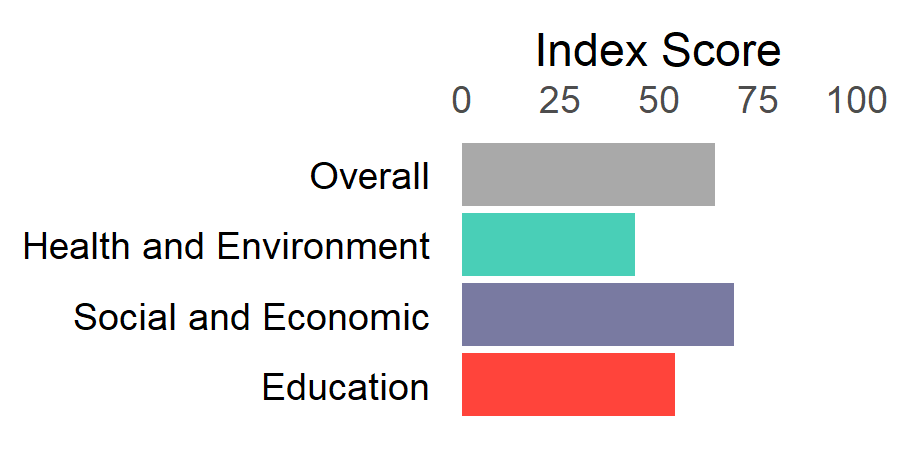 Index Score
0 25 50 75 100
Overall
Health and Environment
Social and Economic
Education